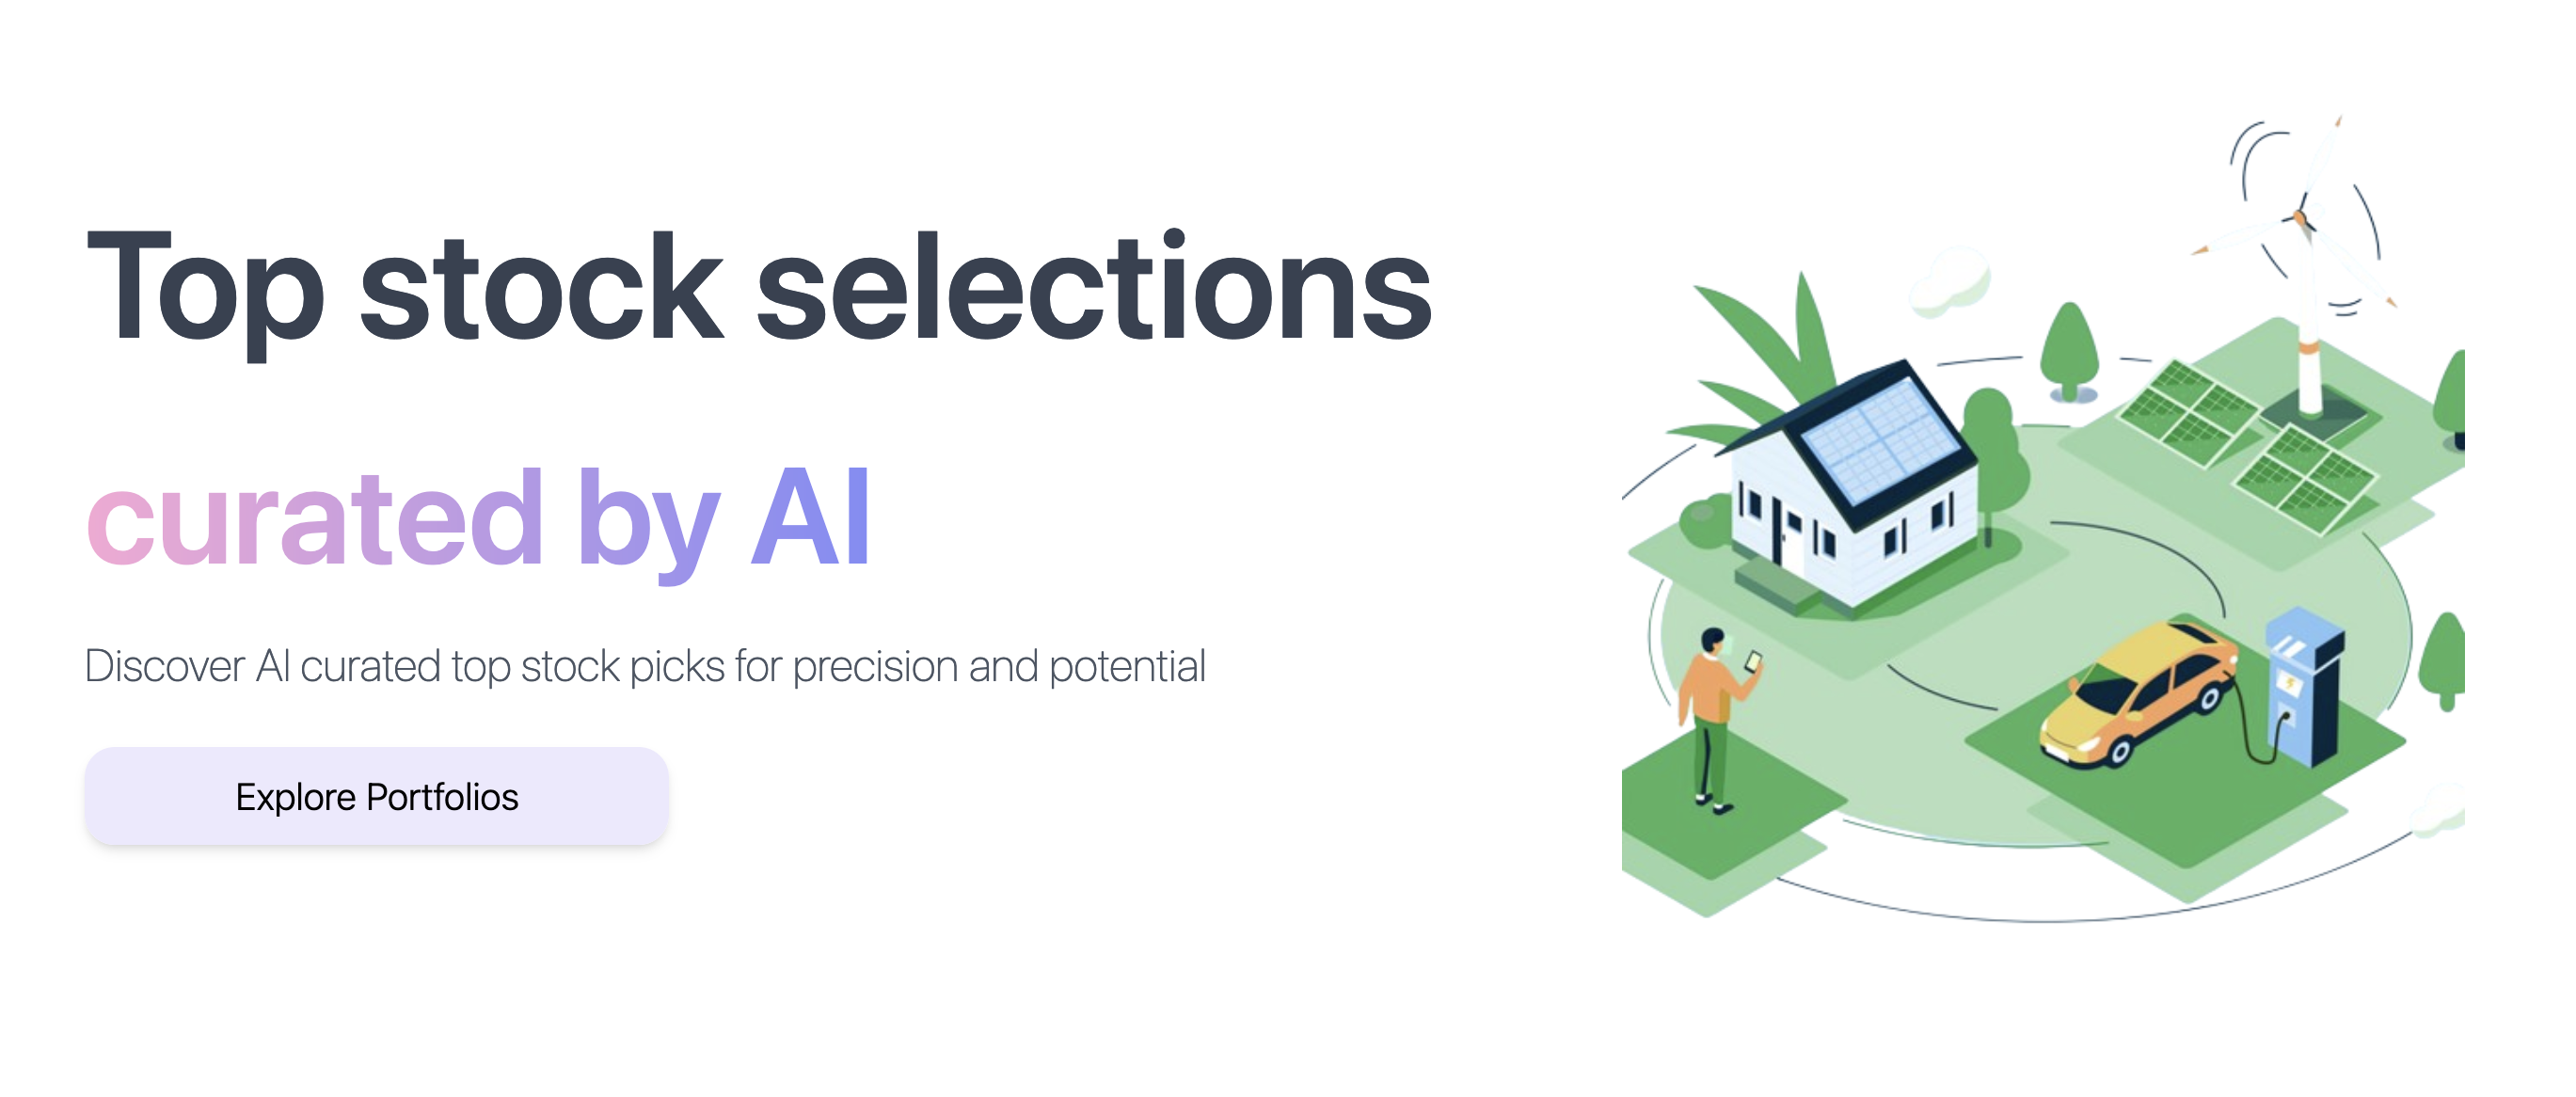 Top stock selections
curated by AI
Discover AI curated top stock picks for precision and potential
Explore Portfolios